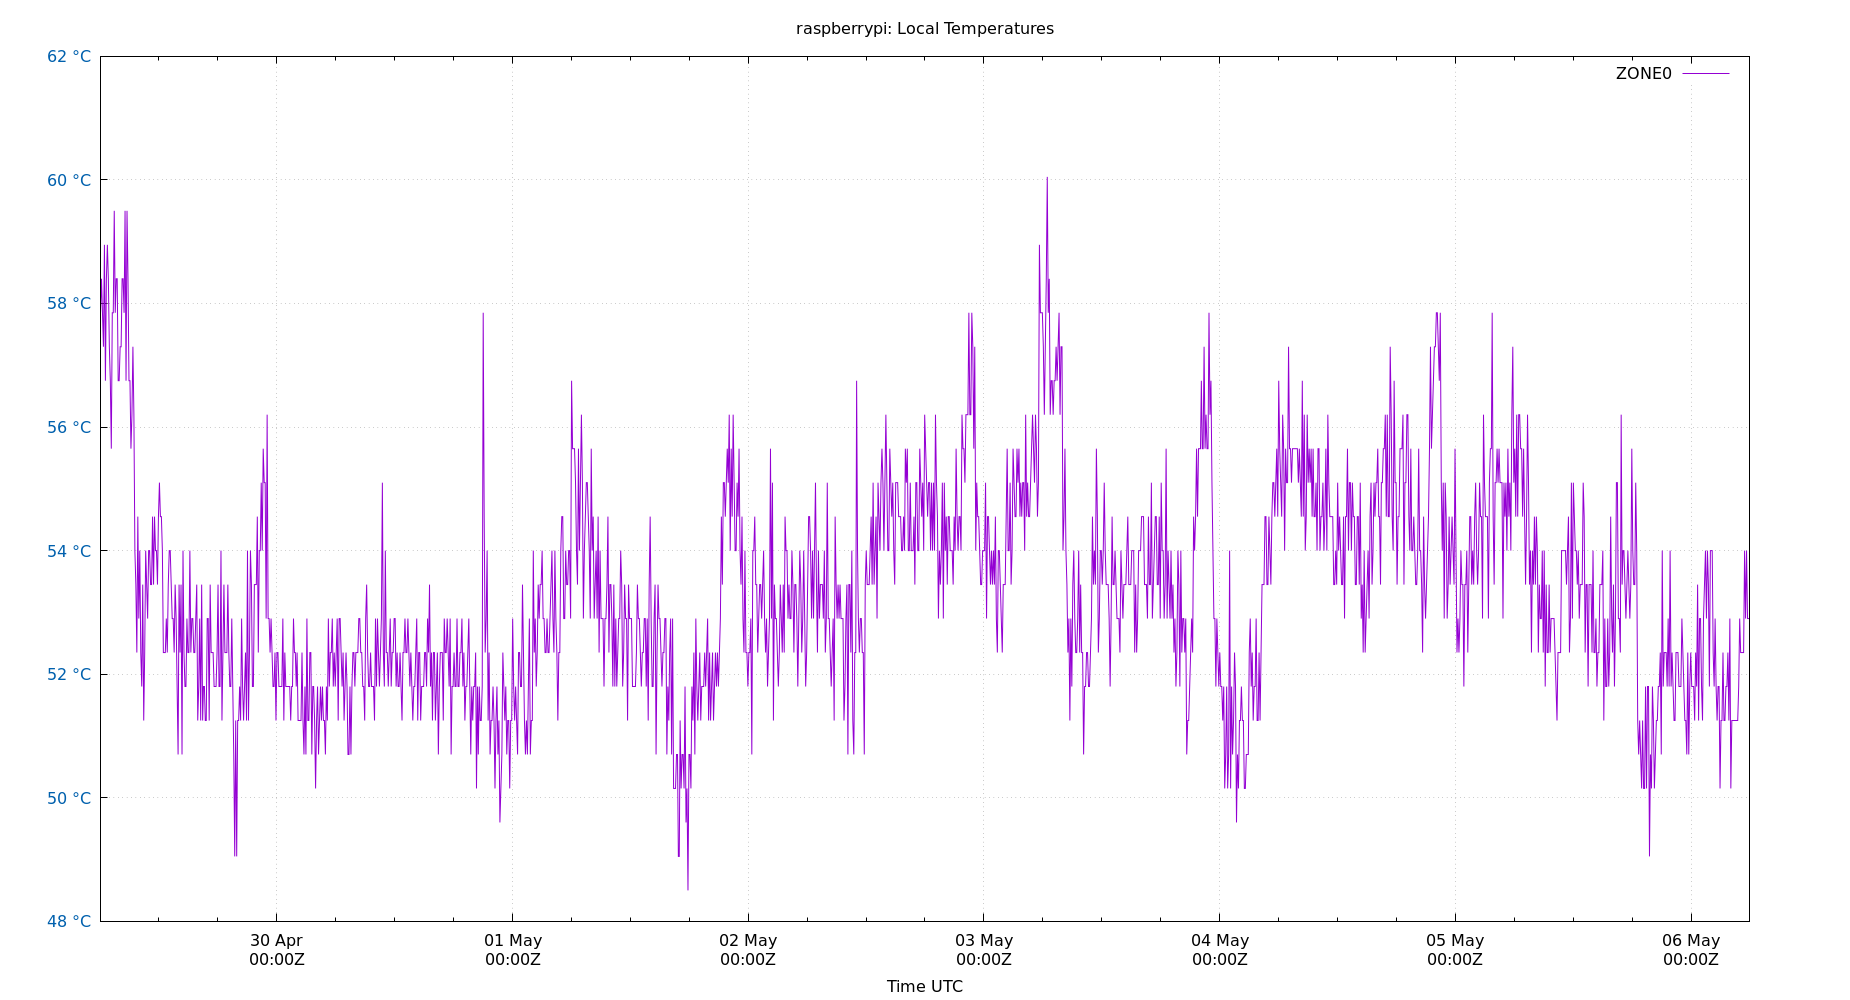 raspberrypi: Local Temperatures
62 °C
ZONE0
60 °C
58 °C
56 °C
54 °C
52 °C
50 °C
48 °C
30 Apr 01 May 02 May 03 May 04 May 05 May 06 May
00:00Z 00:00Z 00:00Z 00:00Z 00:00Z 00:00Z 00:00Z
Time UTC